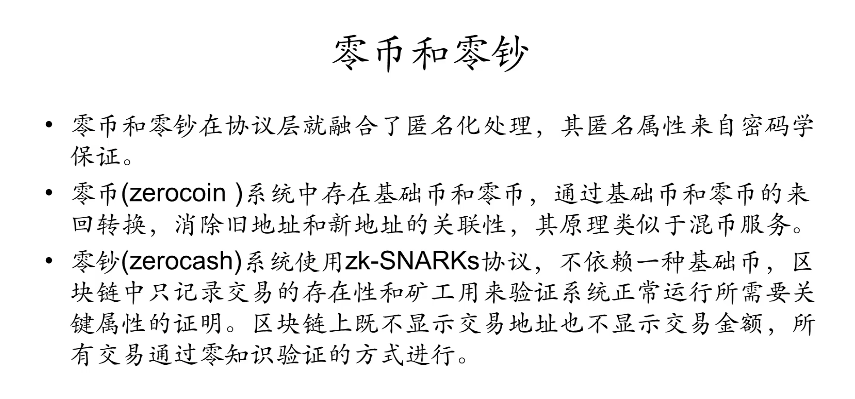 零币和零钞
• 零币和零钞在协议层就融合了匿名化处理，其匿名属性来自密码学
保证。
• 零币(zerocoin )系统中存在基础币和零币，通过基础币和零币的来
回转换，消除旧地址和新地址的关联性，其原理类似于混币服务。
• 零钞(zerocash)系统使用zk-SNARKs协议，不依赖一种基础币，区
块链中只记录交易的存在性和矿工用来验证系统正常运行所需要关
键属性的证明。区块链上既不显示交易地址也不显示交易金额，所
有交易通过零知识验证的方式进行。